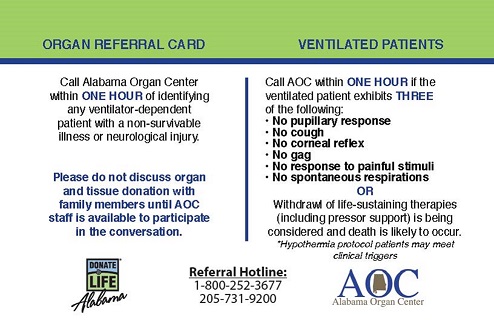 ORGAN REFERRAL CARD
Call Alabama Organ Center
within ONE HOUR of identifying
any ventilator-dependent
patient with a non-survivable
illness or neurological injury.
Please do not discuss organ
and tissue donation with
family members until AOC
staff is available to participate
in the conversation.
VENTILATED PATIENTS
Call AOC within ONE HOUR if the
ventilated patient exhibits THREE
of the following:
• No pupillary response
• No cough
• No corneal reflex
• No gag
• No response to painful stimuli
• No spontaneous respirations
OR
Withdrawal of life-sustaining therapies
(including pressor support) is being
considered and death is likely to occur.
*Hypothermia protocol patients may meet
clinical triggers
DONATE
LIFE
Alabama
Referral Hotline:
1-800-252-3677
205-731-9200
AOC
Alabama Organ Center